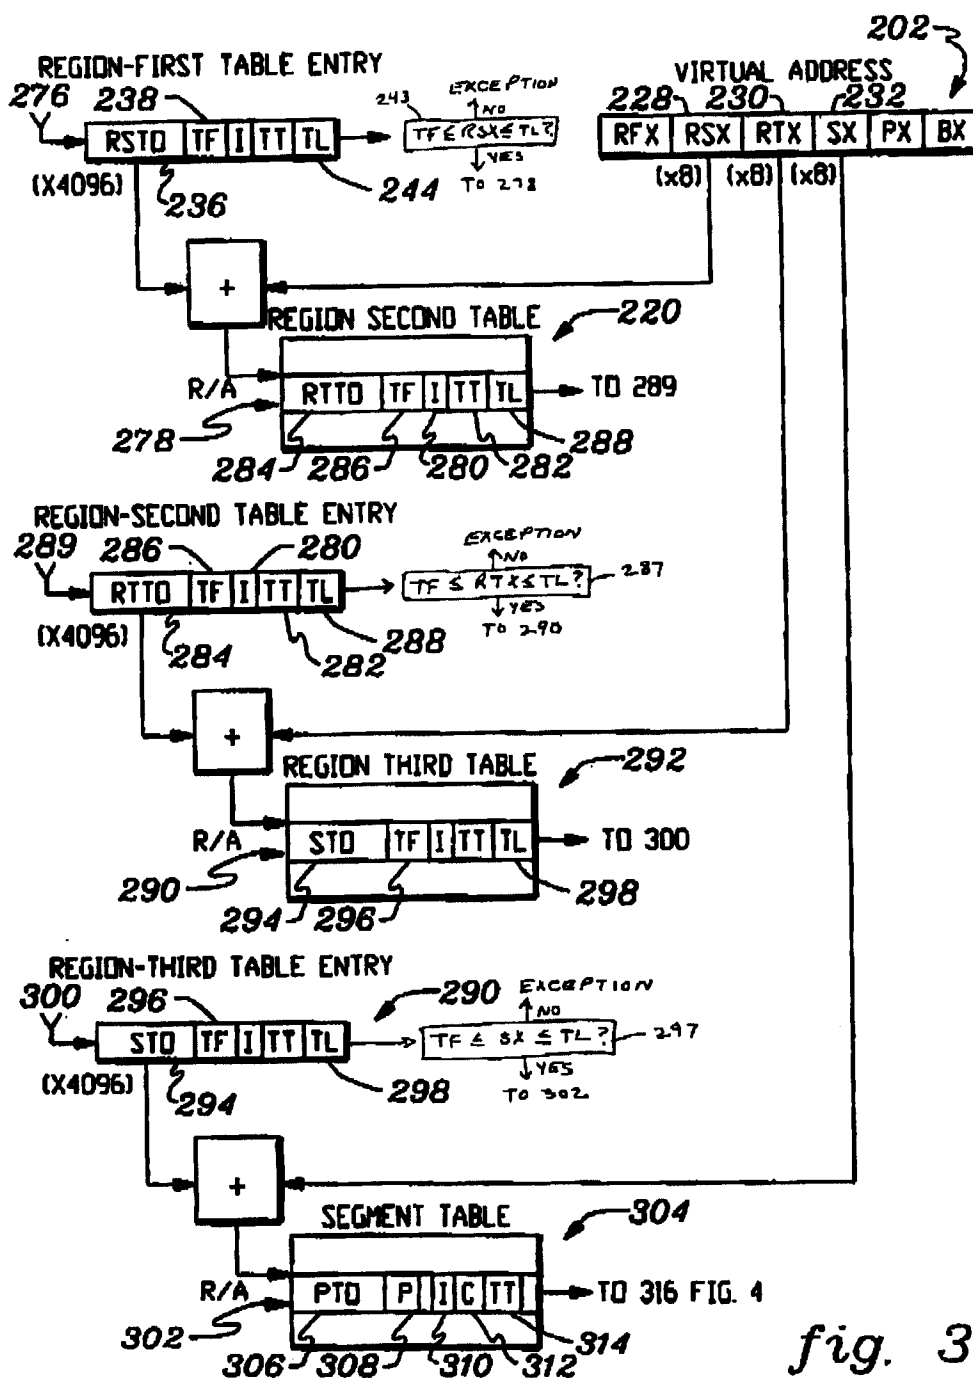 202
REGION-FIRST TABLE ENTRY
VIRTUAL ADDRESS
276
238
243
EXCEPTION
NO
228
230
232
RSTO TF I TT TL
TF ≤ RSX ≤ TL?
RFX RSX RTX SX PX BX
(X4096)
236
244
YES
TO 278
(x8) (x8) (x8)
+
REGION SECOND TABLE
220
R/A
RTTO TF I TT TL
TO 289
278
284 286 280 282 288
REGION-SECOND TABLE ENTRY
289
286
280
EXCEPTION
NO
RTTO TF I TT TL
TF ≤ RTX ≤ TL?
287
(X4096)
284
282
288
YES
TO 290
+
REGION THIRD TABLE
292
R/A
STO TF I TT TL
TO 300
290
294 296 298
REGION-THIRD TABLE ENTRY
300
296
290
EXCEPTION
NO
STO TF I TT TL
TF ≤ SX ≤ TL?
297
(X4096)
294
298
YES
TO 302
+
SEGMENT TABLE
304
R/A
PTO P I C TT
TO 316 FIG. 4
302
306 308 310 312 314
fig. 3